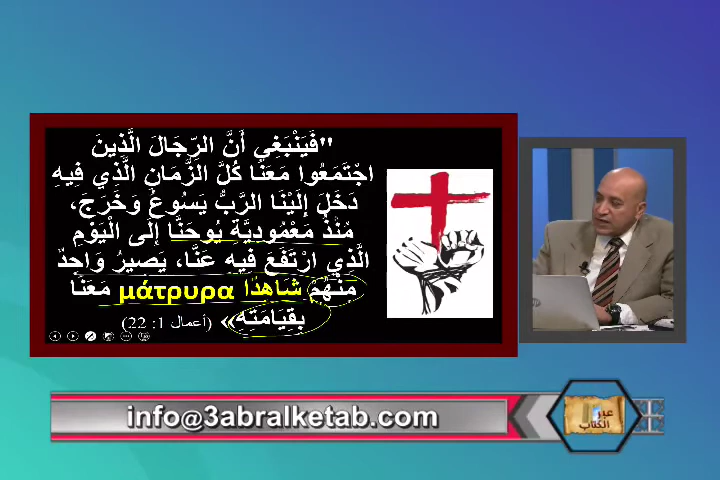 "فَيَنْبَغِي أَنَّ الرِّجَالَ الَّذِينَ
اجْتَمَعُوا مَعَنَا كُلَّ الزَّمَانِ الَّذِي فِيهِ
دَخَلَ إِلَيْنَا الرَّبُّ يَسُوعُ وَخَرَجَ،
مُنْذُ مَعْمُودِيَّةِ يُوحَنَّا إِلَى الْيَوْمِ
الَّذِي ارْتَفَعَ فِيهِ عَنَّا، يَصِيرُ وَاحِدٌ
مِنْهُمْ شَاهِدًا μάτρυρα مَعَنَا
بِقِيَامَتِهِ» (أعمال 1: 22)
info@3abralketab.com
عبر
الكتاب